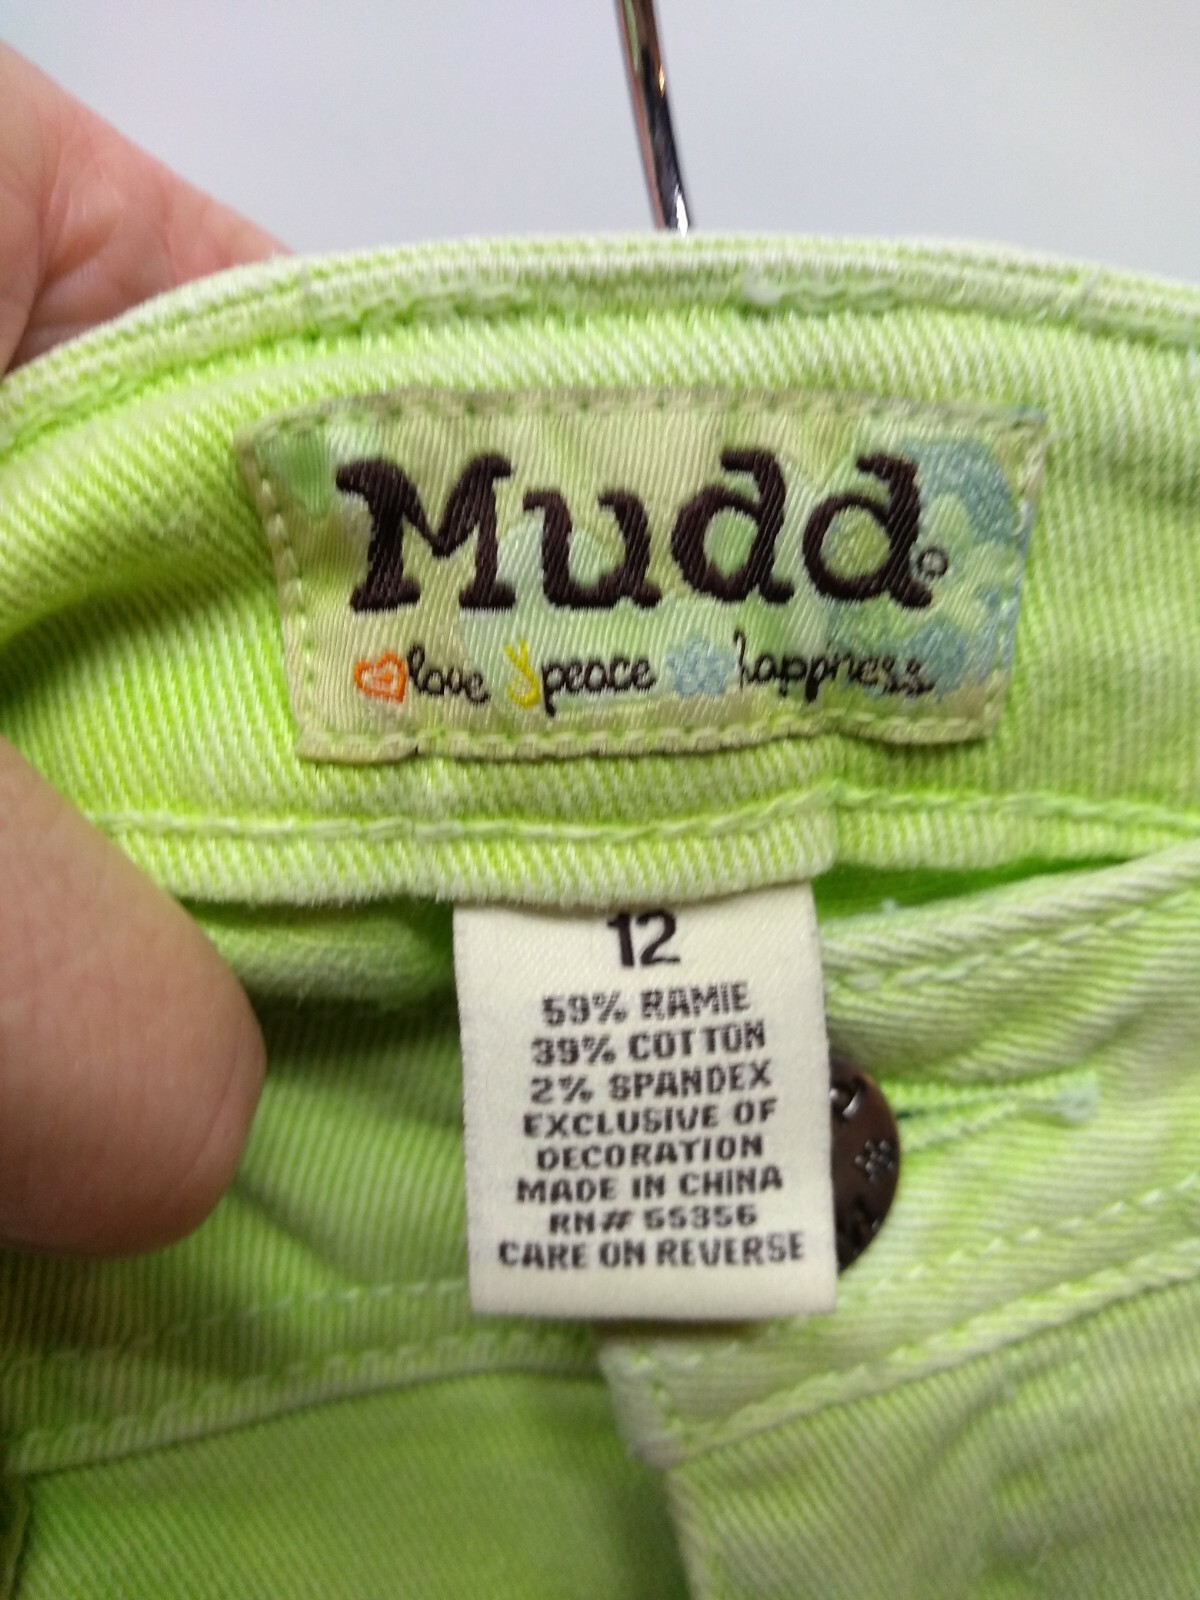 Mudd®
love peace happiness
12
59% RAMIE
39% COTTON
2% SPANDEX
EXCLUSIVE OF
DECORATION
MADE IN CHINA
RN# 55356
CARE ON REVERSE